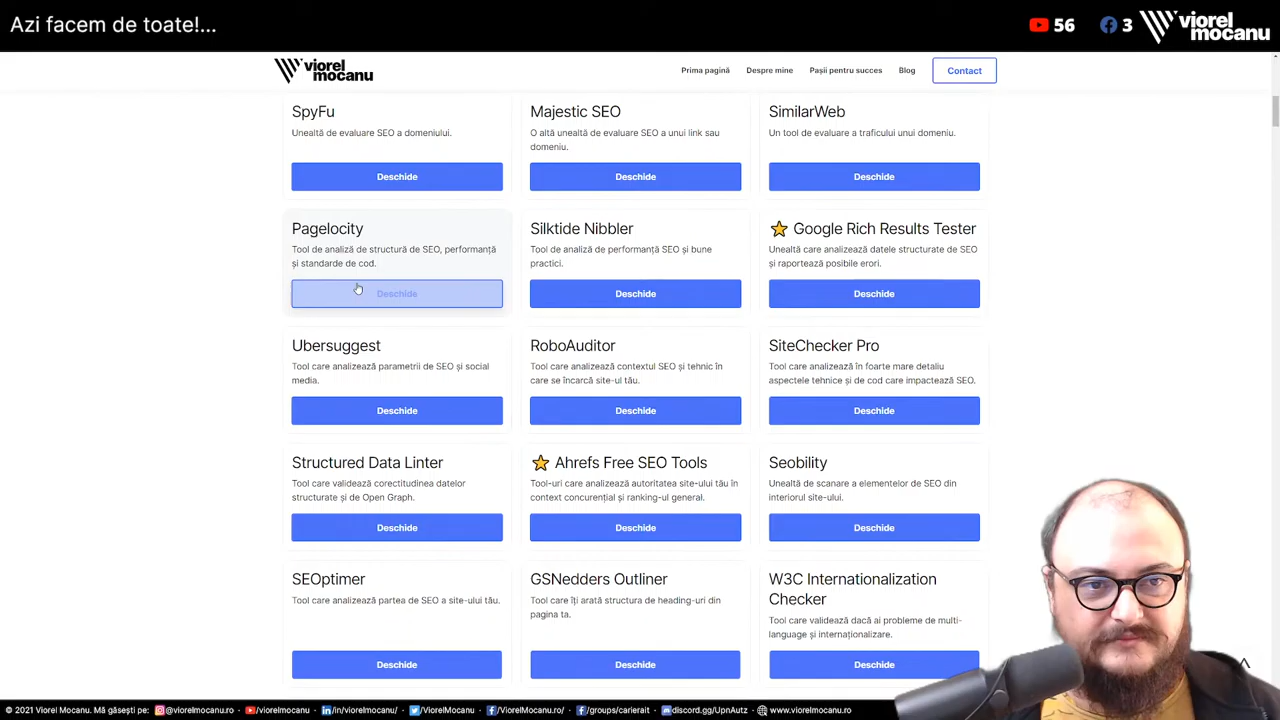 Azi facem de toate!...
56
3
viorel
mocanu
viorel
mocanu
Prima pagină
Despre mine
Pașii pentru succes
Blog
Contact
SpyFu
Unealtă de evaluare SEO a domeniului.
Deschide
Majestic SEO
O altă unealtă de evaluare SEO a unui link sau
domeniu.
Deschide
SimilarWeb
Un tool de evaluare a traficului unui domeniu.
Deschide
Pagelocity
Tool de analiză de structură de SEO, performanță
și standarde de cod.
Deschide
Silktide Nibbler
Tool de analiză de performanță SEO și bune
practici.
Deschide
Google Rich Results Tester
Unealtă care analizează datele structurate de SEO
și raportează posibile erori.
Deschide
Ubersuggest
Tool care analizează parametrii de SEO și social
media.
Deschide
RoboAuditor
Tool care analizează contextul SEO și tehnic în
care se încarcă site-ul tău.
Deschide
SiteChecker Pro
Tool care analizează în foarte mare detaliu
aspectele tehnice și de cod care impactează SEO.
Deschide
Structured Data Linter
Tool care validează corectitudinea datelor
structurate și de Open Graph.
Deschide
Ahrefs Free SEO Tools
Tool-uri care analizează autoritatea site-ului tău în
context concurențial și ranking-ul general.
Deschide
Seobility
Unealtă de scanare a elementelor de SEO din
interiorul site-ului.
Deschide
SEOptimer
Tool care analizează partea de SEO a site-ului tău.
Deschide
GSNedders Outliner
Tool care îți arată structura de heading-uri din
pagina ta.
Deschide
W3C Internationalization
Checker
Tool care validează dacă ai probleme de multi-
language și internaționalizare.
Deschide
© 2021 Viorel Mocanu. Mă găsești pe: @viorelmocanu.ro · /viorelmocanu · /in/viorelmocanu/ · /ViorelMocanu · /ViorelMocanu.ro/ · /groups/carierait · discord.gg/UpnAutz · www.viorelmocanu.ro